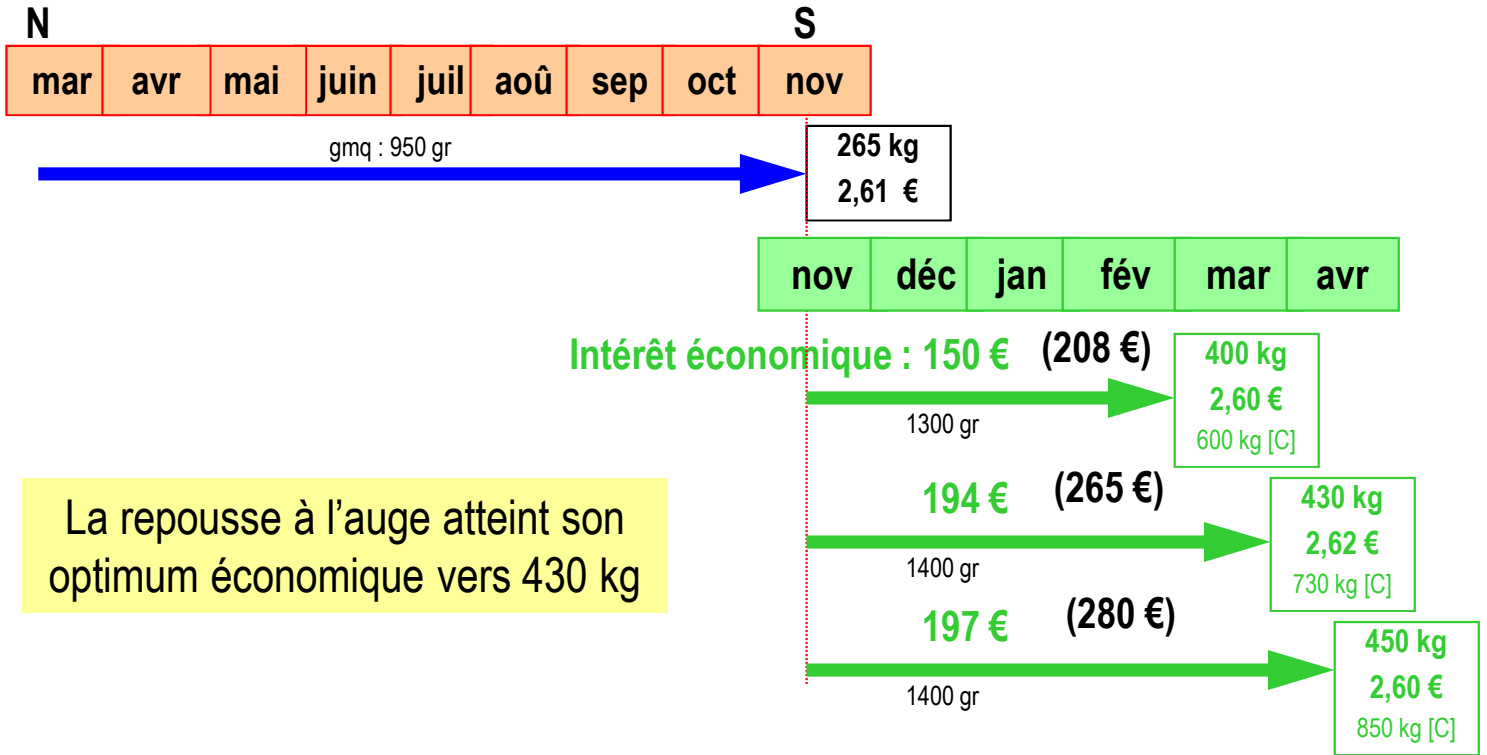 N S
mar avr mai juin juil aoû sep oct nov
gmq : 950 gr
265 kg
2,61 €
nov déc jan fév mar avr
Intérêt économique : 150 € (208 €)
1300 gr
400 kg
2,60 €
600 kg [C]
194 € (265 €)
1400 gr
430 kg
2,62 €
730 kg [C]
La repousse à l’auge atteint son
optimum économique vers 430 kg
197 € (280 €)
1400 gr
450 kg
2,60 €
850 kg [C]